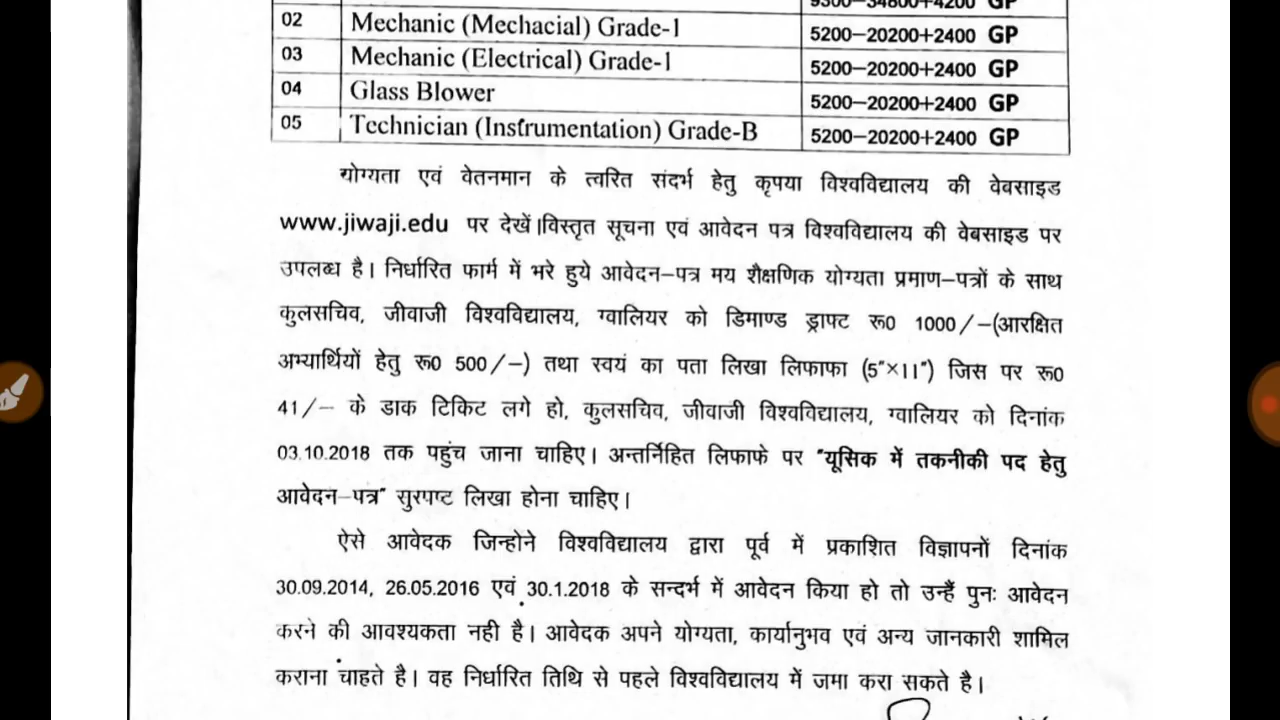 9300–34800+4200 GP
02 Mechanic (Mechacial) Grade-1 5200–20200+2400 GP
03 Mechanic (Electrical) Grade-1 5200–20200+2400 GP
04 Glass Blower 5200–20200+2400 GP
05 Technician (Instrumentation) Grade-B 5200–20200+2400 GP
योग्यता एवं वेतनमान के त्वरित संदर्भ हेतु कृपया विश्वविद्यालय की वेबसाइड
www.jiwaji.edu पर देखें।विस्तृत सूचना एवं आवेदन पत्र विश्वविद्यालय की वेबसाइड पर
उपलब्ध है। निर्धारित फार्म में भरे हुये आवेदन–पत्र मय शैक्षणिक योग्यता प्रमाण–पत्रों के साथ
कुलसचिव, जीवाजी विश्वविद्यालय, ग्वालियर को डिमाण्ड ड्राफ्ट रू0 1000/–(आरक्षित
अभ्यार्थियों हेतु रू0 500/–) तथा स्वयं का पता लिखा लिफाफा (5"×11") जिस पर रू0
41/– के डाक टिकिट लगे हो, कुलसचिव, जीवाजी विश्वविद्यालय, ग्वालियर को दिनांक
03.10.2018 तक पहुंच जाना चाहिए। अन्तर्निहित लिफाफे पर "यूसिक में तकनीकी पद हेतु
आवेदन–पत्र" सुस्पष्ट लिखा होना चाहिए।
ऐसे आवेदक जिन्होने विश्वविद्यालय द्वारा पूर्व में प्रकाशित विज्ञापनों दिनांक
30.09.2014, 26.05.2016 एवं 30.1.2018 के सन्दर्भ में आवेदन किया हो तो उन्हैं पुनः आवेदन
करने की आवश्यकता नही है। आवेदक अपने योग्यता, कार्यानुभव एवं अन्य जानकारी शामिल
कराना चाहते है। वह निर्धारित तिथि से पहले विश्वविद्यालय में जमा करा सकते है।